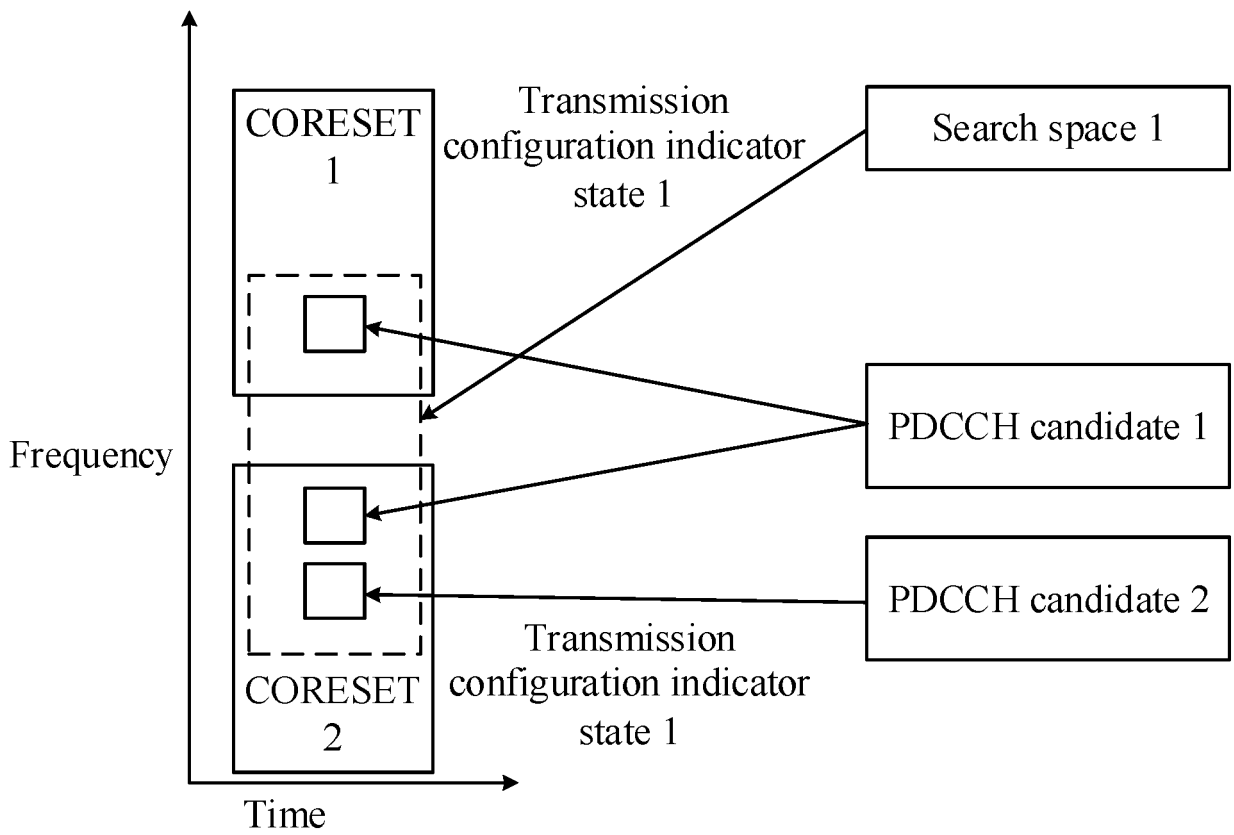 CORESET
1
Transmission
configuration indicator
state 1
Search space 1
Frequency
PDCCH candidate 1
PDCCH candidate 2
Transmission
configuration indicator
state 1
CORESET
2
Time